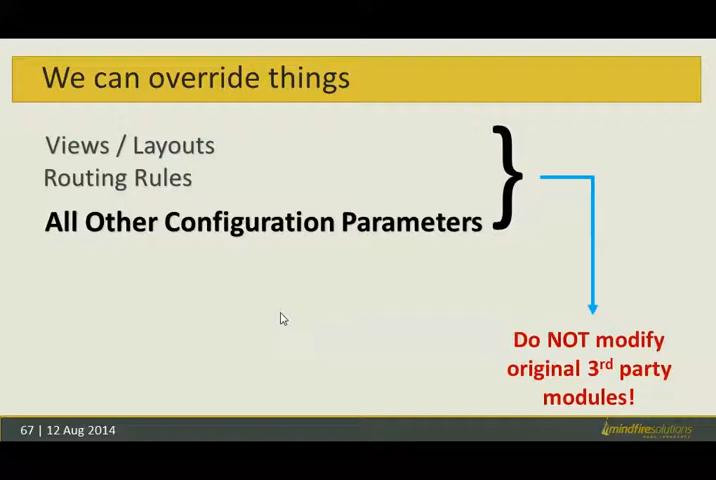 We can override things
Views / Layouts
Routing Rules
All Other Configuration Parameters
Do NOT modify
original 3rd party
modules!
67 | 12 Aug 2014
mindfiresolutions